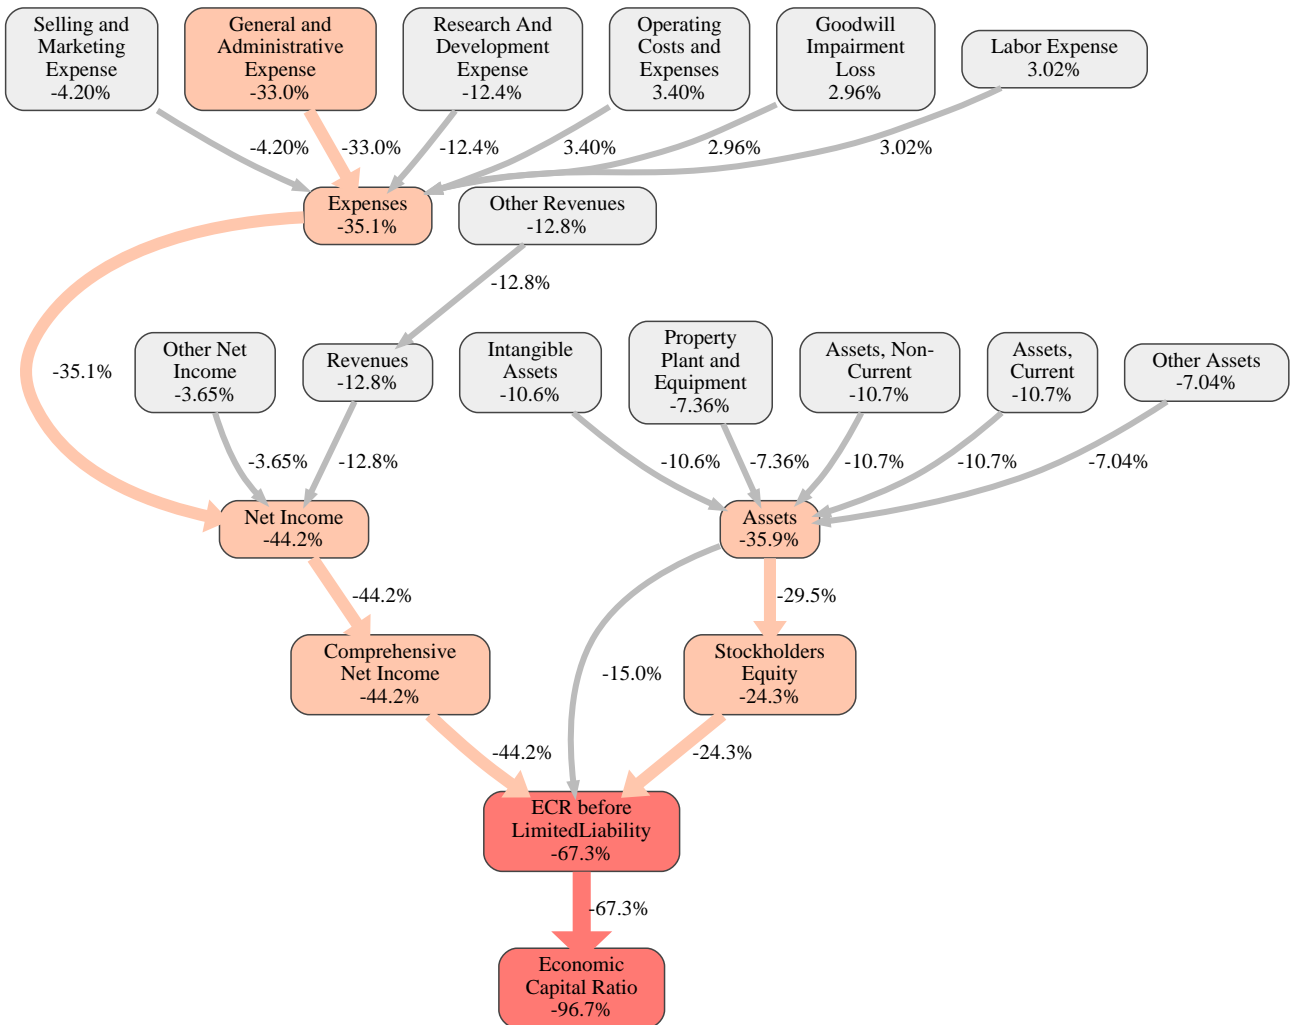 Selling and
Marketing
Expense
-4.20%
General and
Administrative
Expense
-33.0%
Research And
Development
Expense
-12.4%
Operating
Costs and
Expenses
3.40%
Goodwill
Impairment
Loss
2.96%
Labor Expense
3.02%
-4.20%
-33.0%
-12.4%
3.40%
2.96%
3.02%
Expenses
-35.1%
Other Revenues
-12.8%
-12.8%
-35.1%
Other Net
Income
-3.65%
Revenues
-12.8%
Intangible
Assets
-10.6%
Property
Plant and
Equipment
-7.36%
Assets, Non-
Current
-10.7%
Assets,
Current
-10.7%
Other Assets
-7.04%
-3.65%
-12.8%
-10.6%
-7.36%
-10.7%
-10.7%
-7.04%
Net Income
-44.2%
Assets
-35.9%
-44.2%
-29.5%
Comprehensive
Net Income
-44.2%
-15.0%
Stockholders
Equity
-24.3%
-44.2%
-24.3%
ECR before
LimitedLiability
-67.3%
-67.3%
Economic
Capital Ratio
-96.7%